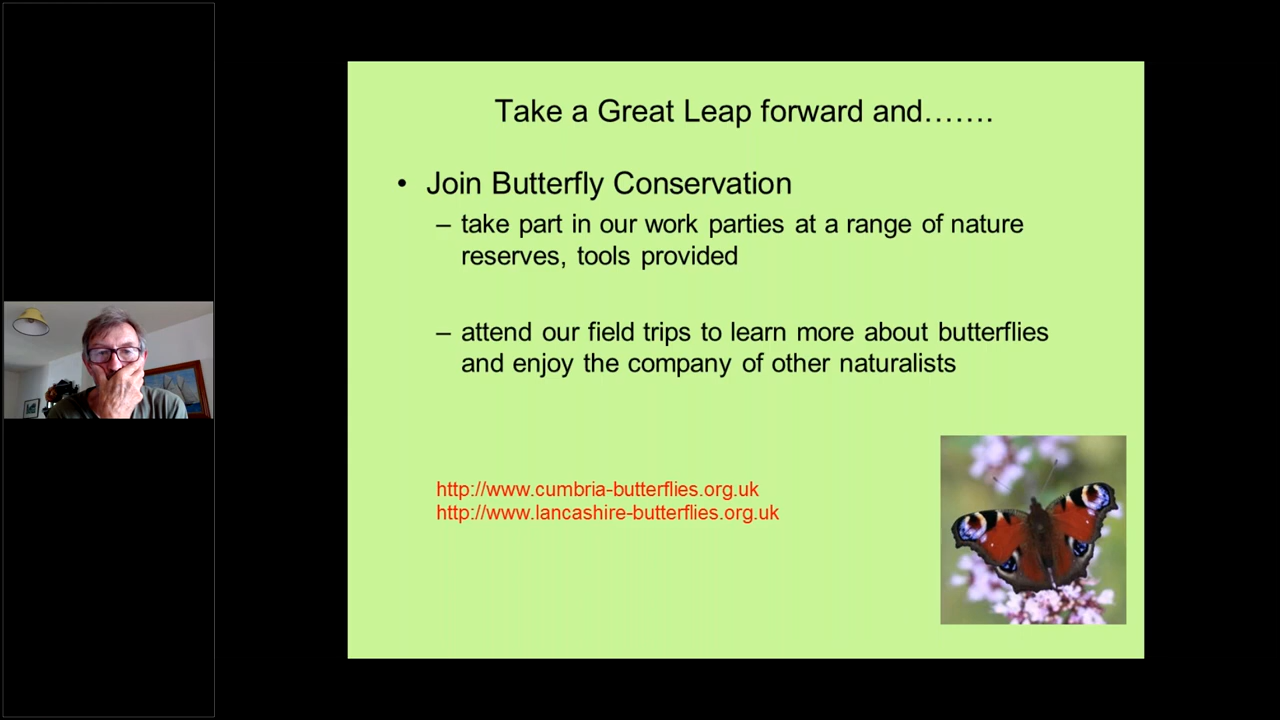 Take a Great Leap forward and…….
• Join Butterfly Conservation
– take part in our work parties at a range of nature
reserves, tools provided
– attend our field trips to learn more about butterflies
and enjoy the company of other naturalists
http://www.cumbria-butterflies.org.uk
http://www.lancashire-butterflies.org.uk